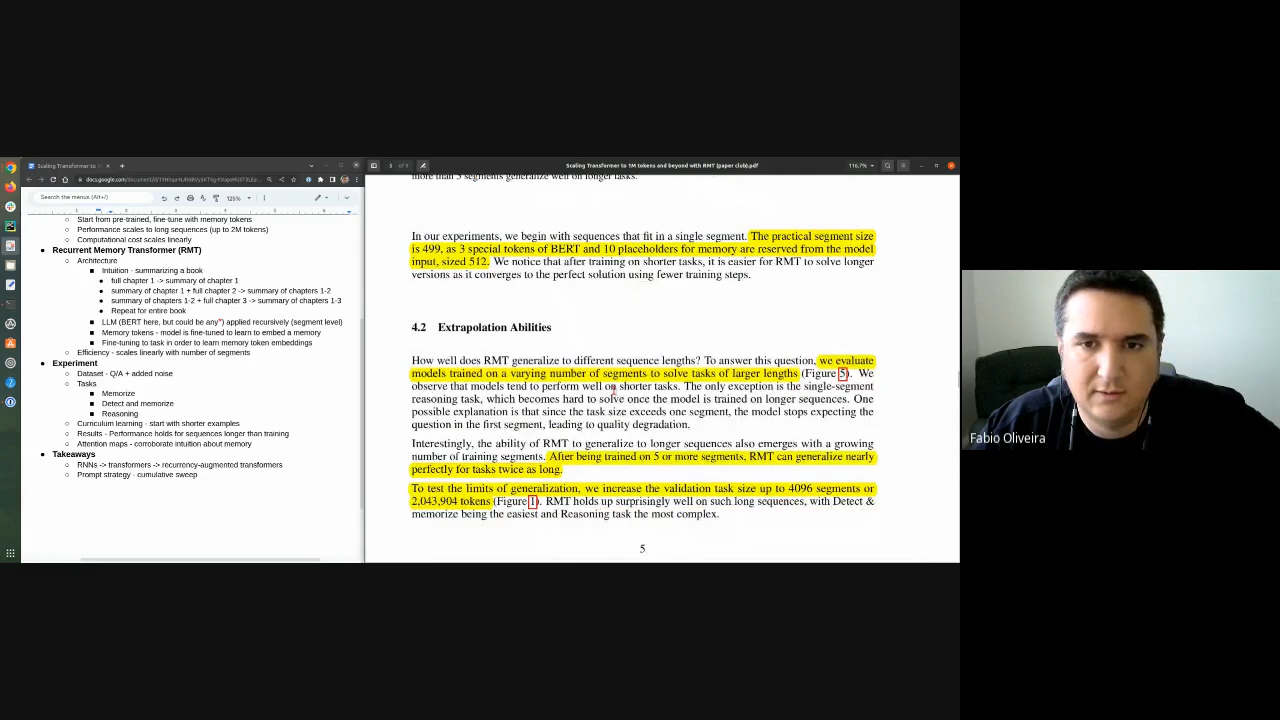 Scaling Transformer to
docs.google.com/document/d/
Search the menus (Alt+/)
125%
Start from pre-trained, fine-tune with memory tokens
Performance scales to long sequences (up to 2M tokens)
Computational cost scales linearly
Recurrent Memory Transformer (RMT)
Architecture
Intuition - summarizing a book
full chapter 1 -> summary of chapter 1
summary of chapter 1 + full chapter 2 -> summary of chapters 1-2
summary of chapters 1-2 + full chapter 3 -> summary of chapters 1-3
Repeat for entire book
LLM (BERT here, but could be any*) applied recursively (segment level)
Memory tokens - model is fine-tuned to learn to embed a memory
Fine-tuning to task in order to learn memory token embeddings
Efficiency - scales linearly with number of segments
Experiment
Dataset - Q/A + added noise
Tasks
Memorize
Detect and memorize
Reasoning
Curriculum learning - start with shorter examples
Results - Performance holds for sequences longer than training
Attention maps - corroborate intuition about memory
Takeaways
RNNs -> transformers -> recurrency-augmented transformers
Prompt strategy - cumulative sweep
5 of 9
Scaling Transformer to 1M tokens and beyond with RMT (paper club).pdf
116.7%
more than 5 segments generalize well on longer tasks.
In our experiments, we begin with sequences that fit in a single segment. The practical segment size
is 499, as 3 special tokens of BERT and 10 placeholders for memory are reserved from the model
input, sized 512. We notice that after training on shorter tasks, it is easier for RMT to solve longer
versions as it converges to the perfect solution using fewer training steps.
4.2 Extrapolation Abilities
How well does RMT generalize to different sequence lengths? To answer this question, we evaluate
models trained on a varying number of segments to solve tasks of larger lengths (Figure 5). We
observe that models tend to perform well on shorter tasks. The only exception is the single-segment
reasoning task, which becomes hard to solve once the model is trained on longer sequences. One
possible explanation is that since the task size exceeds one segment, the model stops expecting the
question in the first segment, leading to quality degradation.
Interestingly, the ability of RMT to generalize to longer sequences also emerges with a growing
number of training segments. After being trained on 5 or more segments, RMT can generalize nearly
perfectly for tasks twice as long.
To test the limits of generalization, we increase the validation task size up to 4096 segments or
2,043,904 tokens (Figure 1). RMT holds up surprisingly well on such long sequences, with Detect &
memorize being the easiest and Reasoning task the most complex.
5
Fabio Oliveira